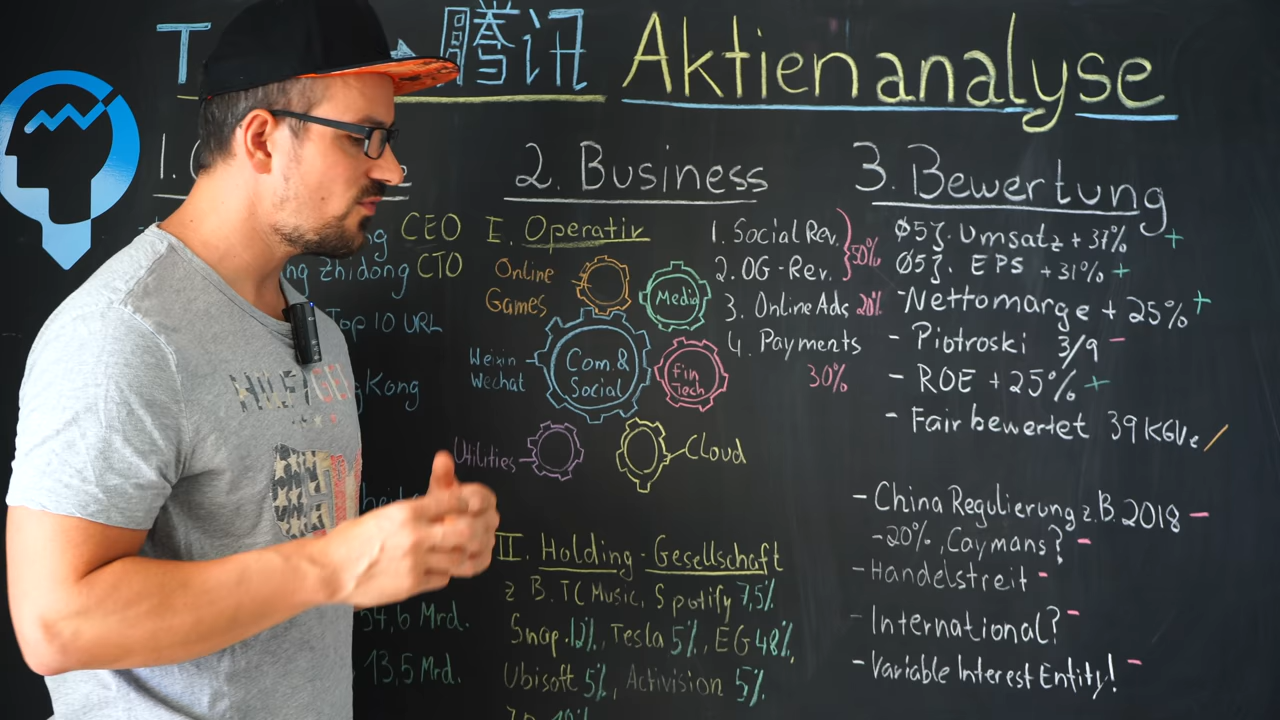 T 腾讯 Aktienanalyse
CEO
ng zhidong CTO
Top 10 URL
Kong
54,6 Mrd.
13,5 Mrd.
2. Business
I. Operativ
Online
Games
Media
Com. &
Social
Weixin
Wechat
Fin
Tech
Utilities
Cloud
1. Social Rev.
2. OG-Rev.
50%
3. Online Ads 20%
4. Payments
30%
II. Holding-Gesellschaft
z B. TC Music, Spotify 7,5%
Snap 12%, Tesla 5%, EG 48%,
Ubisoft 5%, Activision 5%
3. Bewertung
Ø5J. Umsatz + 37% +
Ø5J. EPS +31% +
-Nettomarge + 25% +
- Piotroski 3/9 -
- ROE + 25% +
- Fair bewertet 39 KGVe /
- China Regulierung z.B. 2018 -
-20%, Caymans? -
- Handelstreit -
- International? -
- Variable Interest Entity! -